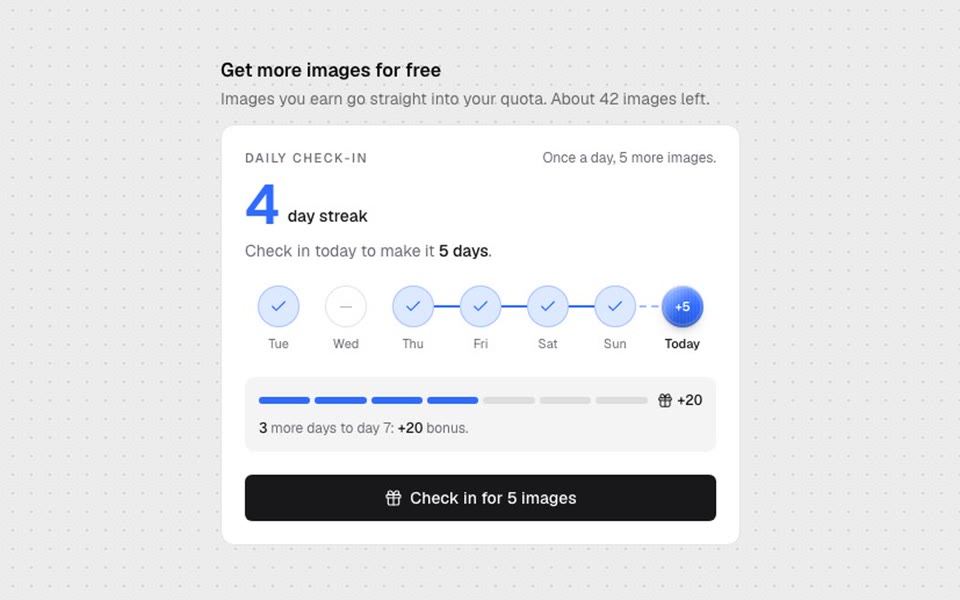 Get more images for free
Images you earn go straight into your quota. About 42 images left.
DAILY CHECK-IN
Once a day, 5 more images.
4 day streak
Check in today to make it 5 days.
+5
Tue Wed Thu Fri Sat Sun Today
+20
3 more days to day 7: +20 bonus.
Check in for 5 images